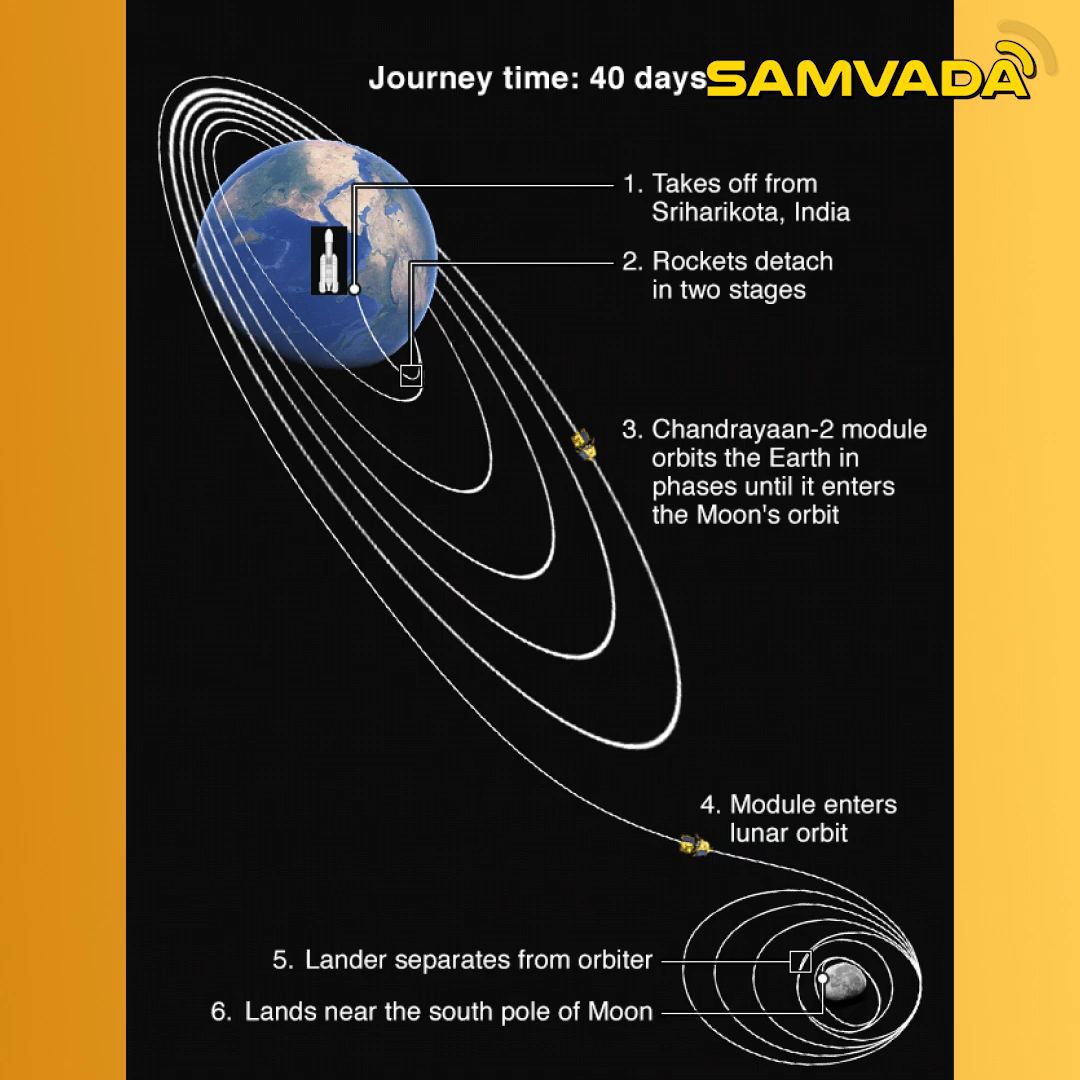 Journey time: 40 days
SAMVADA
1. Takes off from
Sriharikota, India
2. Rockets detach
in two stages
3. Chandrayaan-2 module
orbits the Earth in
phases until it enters
the Moon's orbit
4. Module enters
lunar orbit
5. Lander separates from orbiter
6. Lands near the south pole of Moon